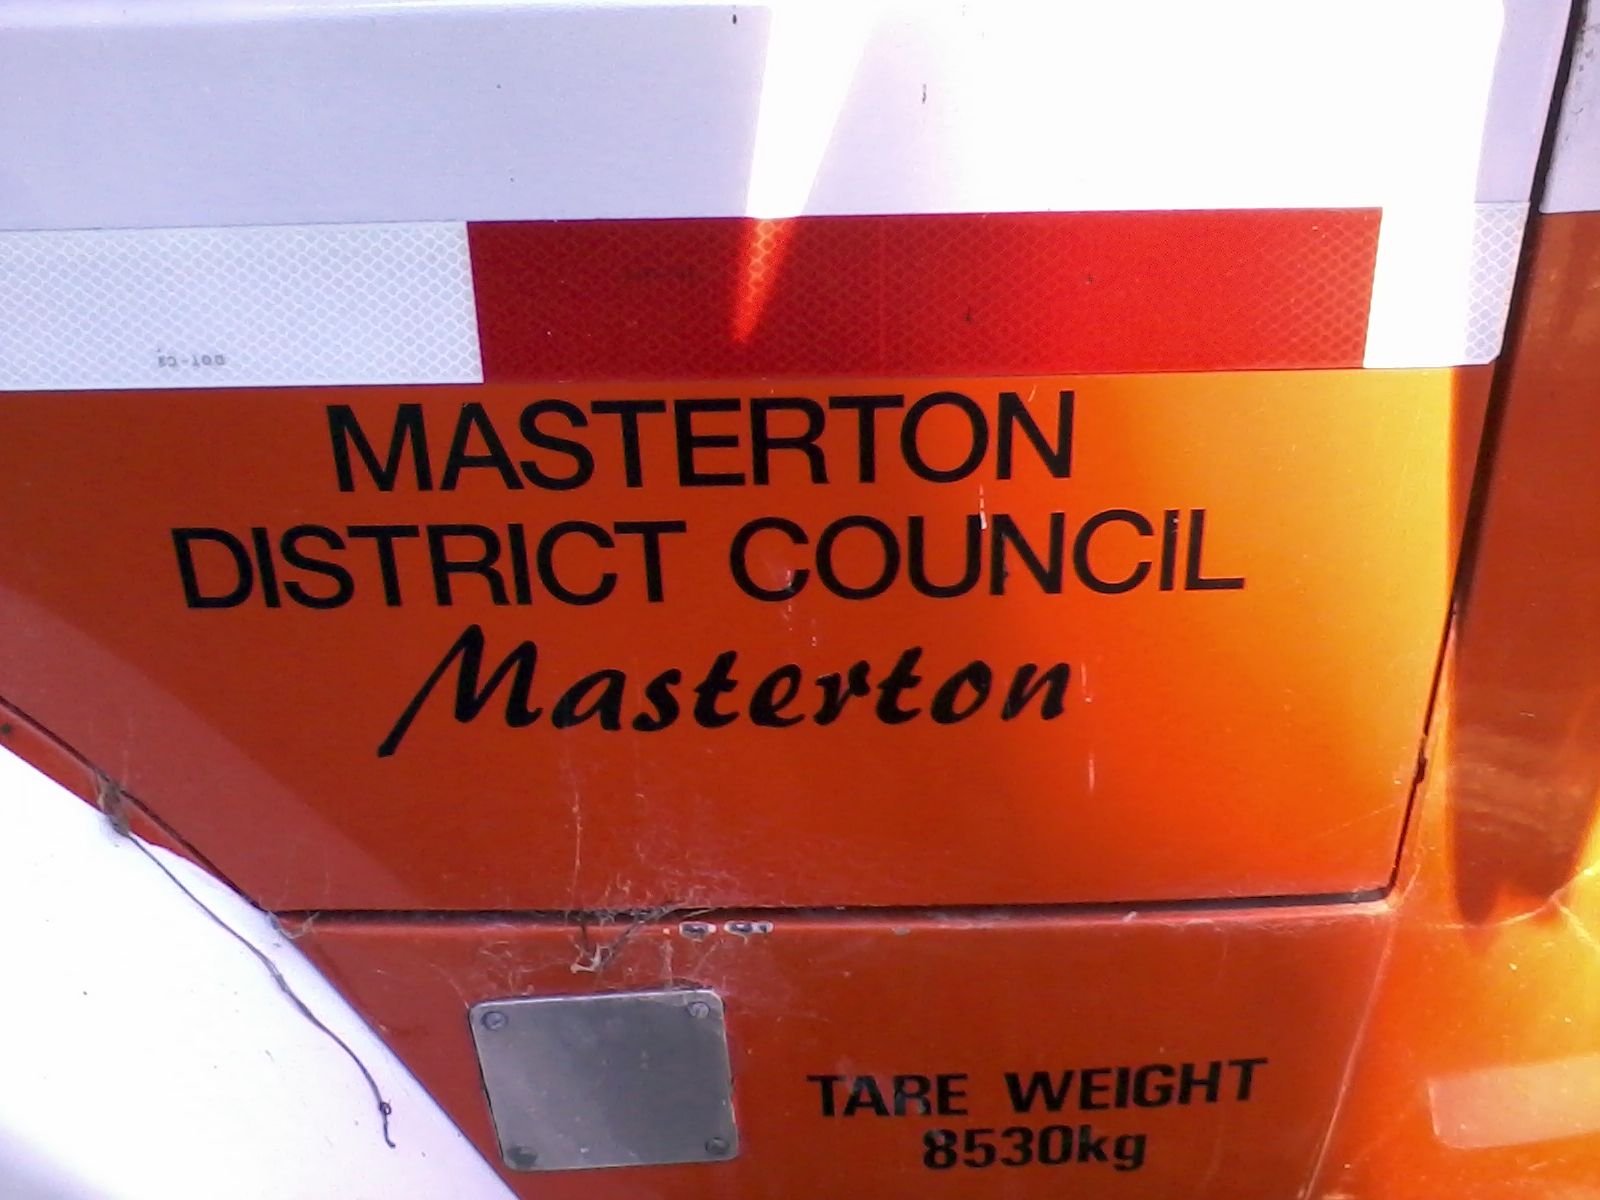 MASTERTON
DISTRICT COUNCIL
Masterton
TARE WEIGHT
8530kg